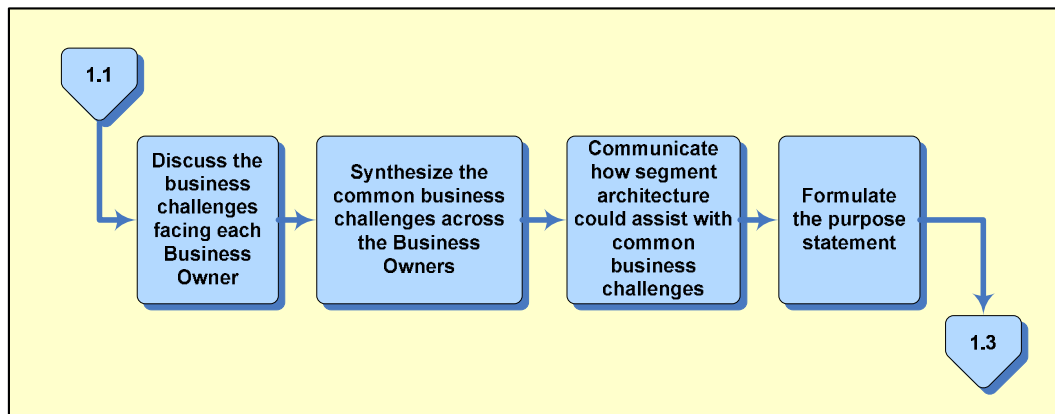 1.1
Discuss the
business
challenges
facing each
Business
Owner
Synthesize the
common business
challenges across
the Business
Owners
Communicate
how segment
architecture
could assist with
common
business
challenges
Formulate
the purpose
statement
1.3